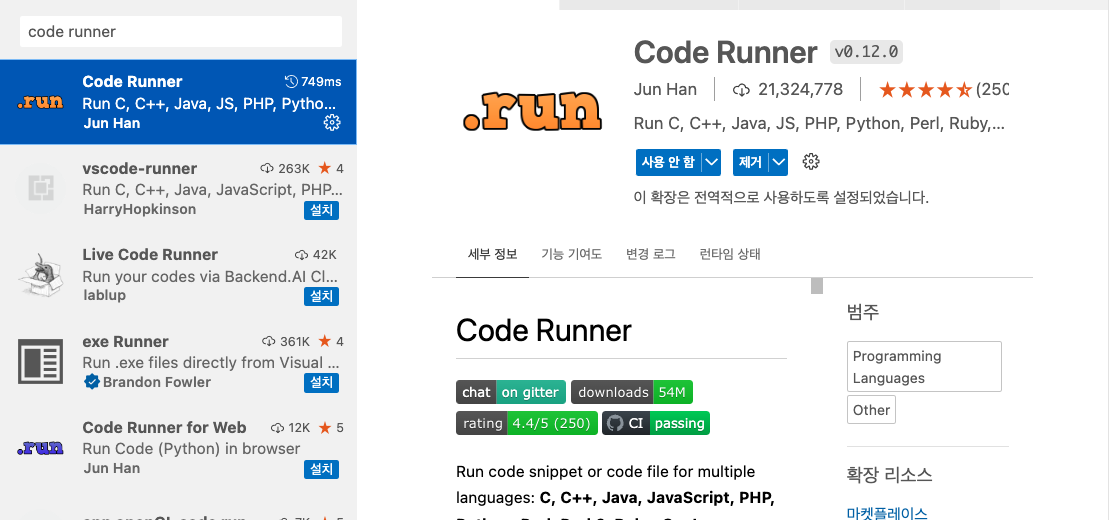 code runner
Code Runner 749ms
Run C, C++, Java, JS, PHP, Pytho...
Jun Han
vscode-runner 263K 4
Run C, C++, Java, JavaScript, PHP...
HarryHopkinson 설치
Live Code Runner 42K
Run your codes via Backend.AI Cl...
lablup 설치
exe Runner 361K 4
Run .exe files directly from Visual ...
Brandon Fowler 설치
Code Runner for Web 12K 5
Run Code (Python) in browser
Jun Han 설치
.run
.run
.run
Code Runner v0.12.0
Jun Han 21,324,778 (250
Run C, C++, Java, JS, PHP, Python, Perl, Ruby,...
사용 안 함 제거
이 확장은 전역적으로 사용하도록 설정되었습니다.
세부 정보 기능 기여도 변경 로그 런타임 상태
Code Runner
chat on gitter downloads 54M
rating 4.4/5 (250) CI passing
Run code snippet or code file for multiple
languages: C, C++, Java, JavaScript, PHP,
범주
Programming
Languages
Other
확장 리소스
마켓플레이스